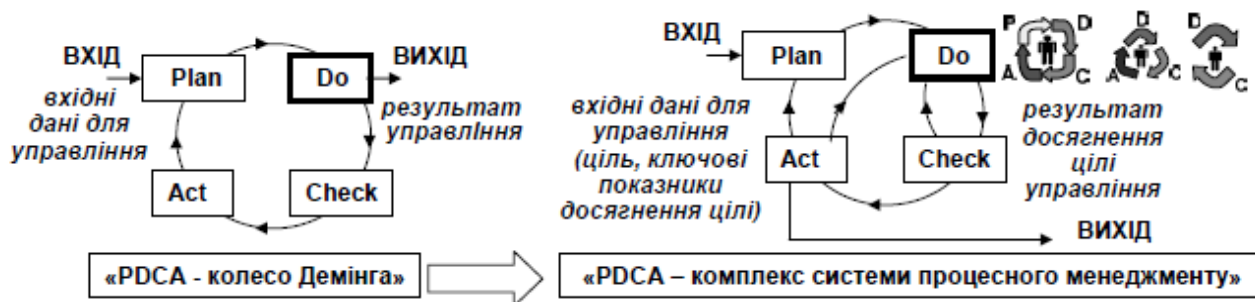 ВХІД
Plan
Do
ВИХІД
вхідні
дані для
управління
результат
управлІння
Act
Check
«PDCA - колесо Демінга»
ВХІД
Plan
Do
P
D
A
C
D
A
C
D
C
вхідні дані для
управління
(ціль, ключові
показники
досягнення цілі)
Act
Check
результат
досягнення
цілі
управління
ВИХІД
«PDCA – комплекс системи процесного менеджменту»